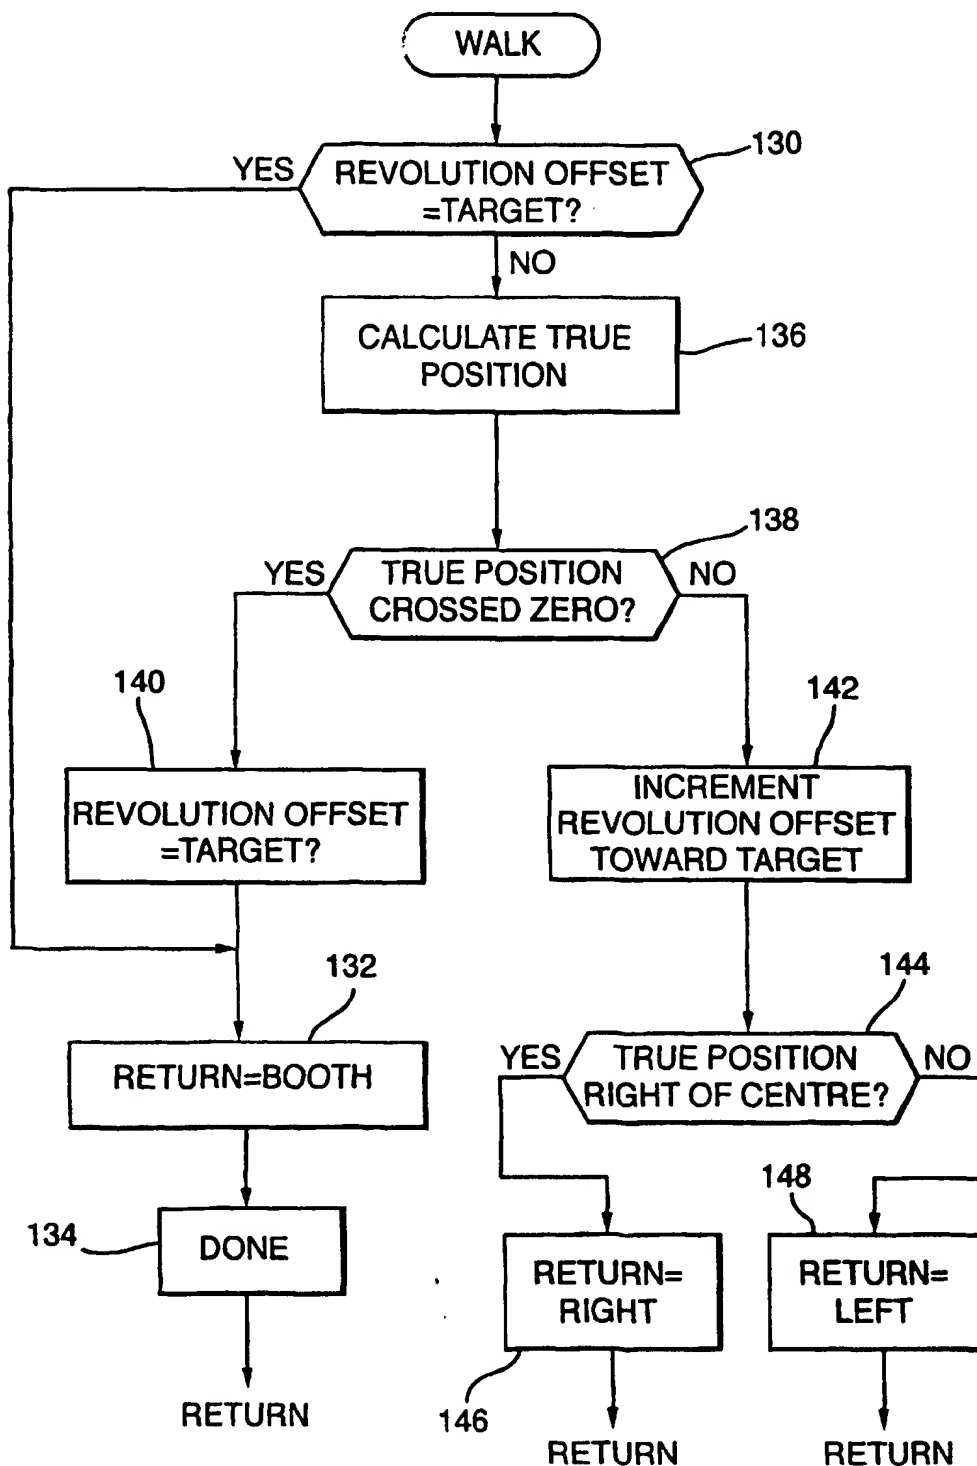 WALK
130
YES
REVOLUTION OFFSET
=TARGET?
NO
CALCULATE TRUE
POSITION
136
138
YES
TRUE POSITION
CROSSED ZERO?
NO
140
142
REVOLUTION OFFSET
=TARGET?
INCREMENT
REVOLUTION OFFSET
TOWARD TARGET
132
144
RETURN=BOOTH
YES
TRUE POSITION
RIGHT OF CENTRE?
NO
134
DONE
148
RETURN=
RIGHT
RETURN=
LEFT
RETURN
146
RETURN
RETURN